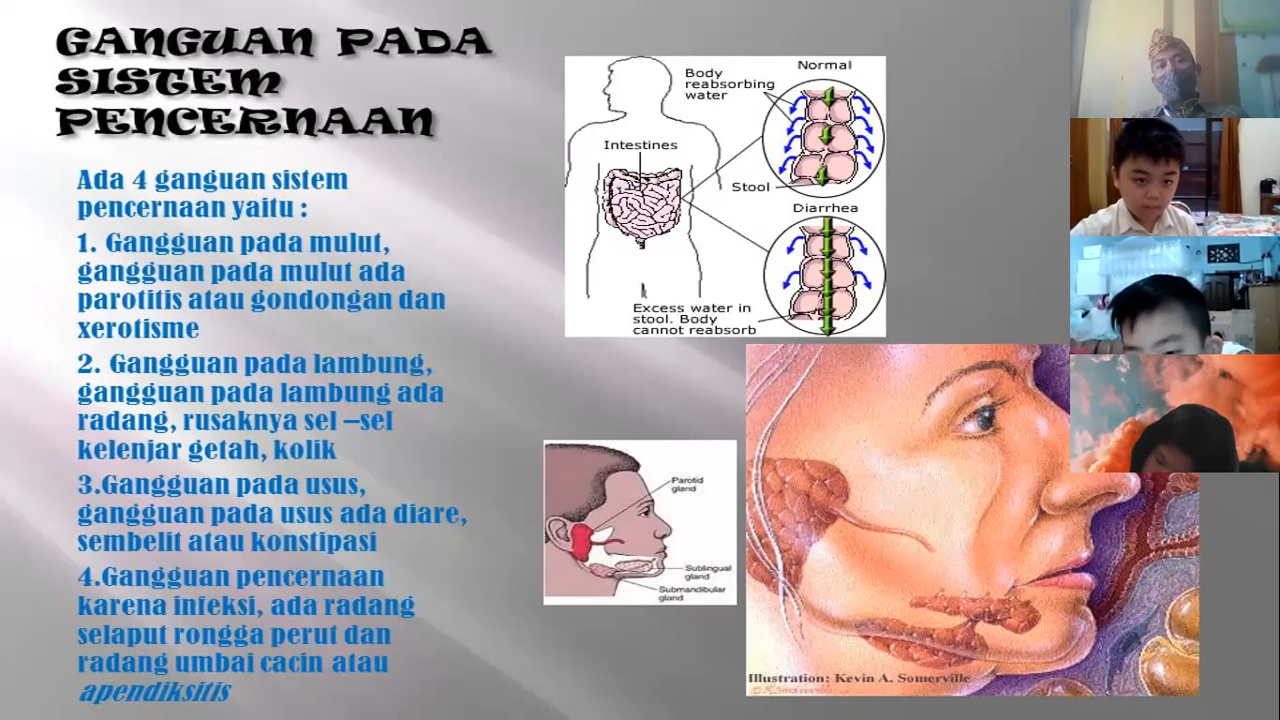 GANGUAN PADA
SISTEM
PENCERNAAN
Ada 4 ganguan sistem
pencernaan yaitu :
1. Gangguan pada mulut,
gangguan pada mulut ada
parotitis atau gondongan dan
xerotisme
2. Gangguan pada lambung,
gangguan pada lambung ada
radang, rusaknya sel –sel
kelenjar getah, kolik
3.Gangguan pada usus,
gangguan pada usus ada diare,
sembelit atau konstipasi
4.Gangguan pencernaan
karena infeksi, ada radang
selaput rongga perut dan
radang umbai cacin atau
apendiksitis
Normal
Body
reabsorbing
water
Intestines
Stool
Diarrhea
Excess water in
stool. Body
cannot reabsorb
Parotid
gland
Sublingual
gland
Submandibular
gland
Illustration: Kevin A. Somerville